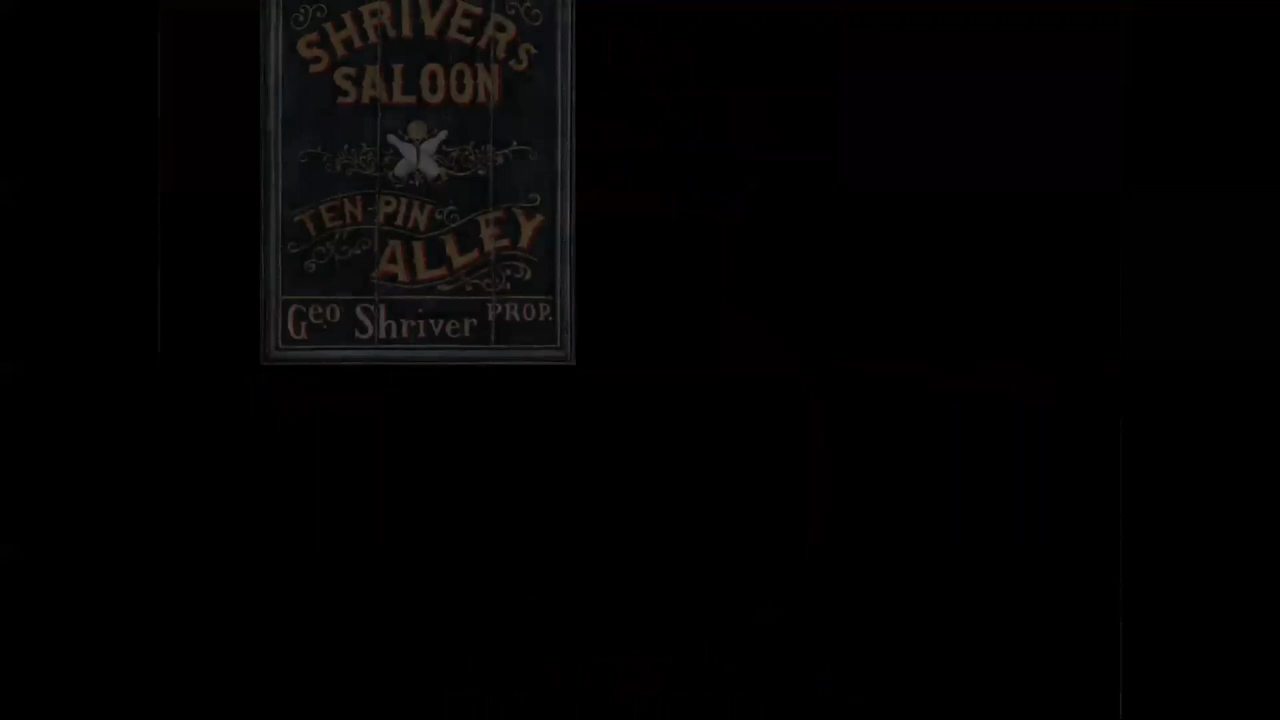 SHRIVERS
SALOON
TEN-PIN
ALLEY
Geo Shriver PROP.